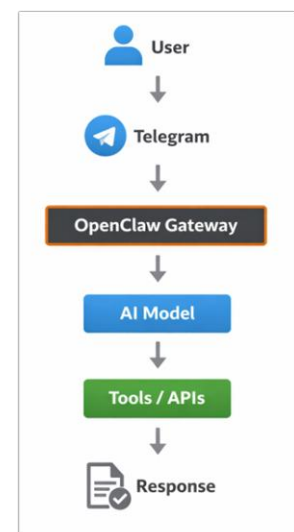 User
Telegram
OpenClaw Gateway
AI Model
Tools / APIs
Response